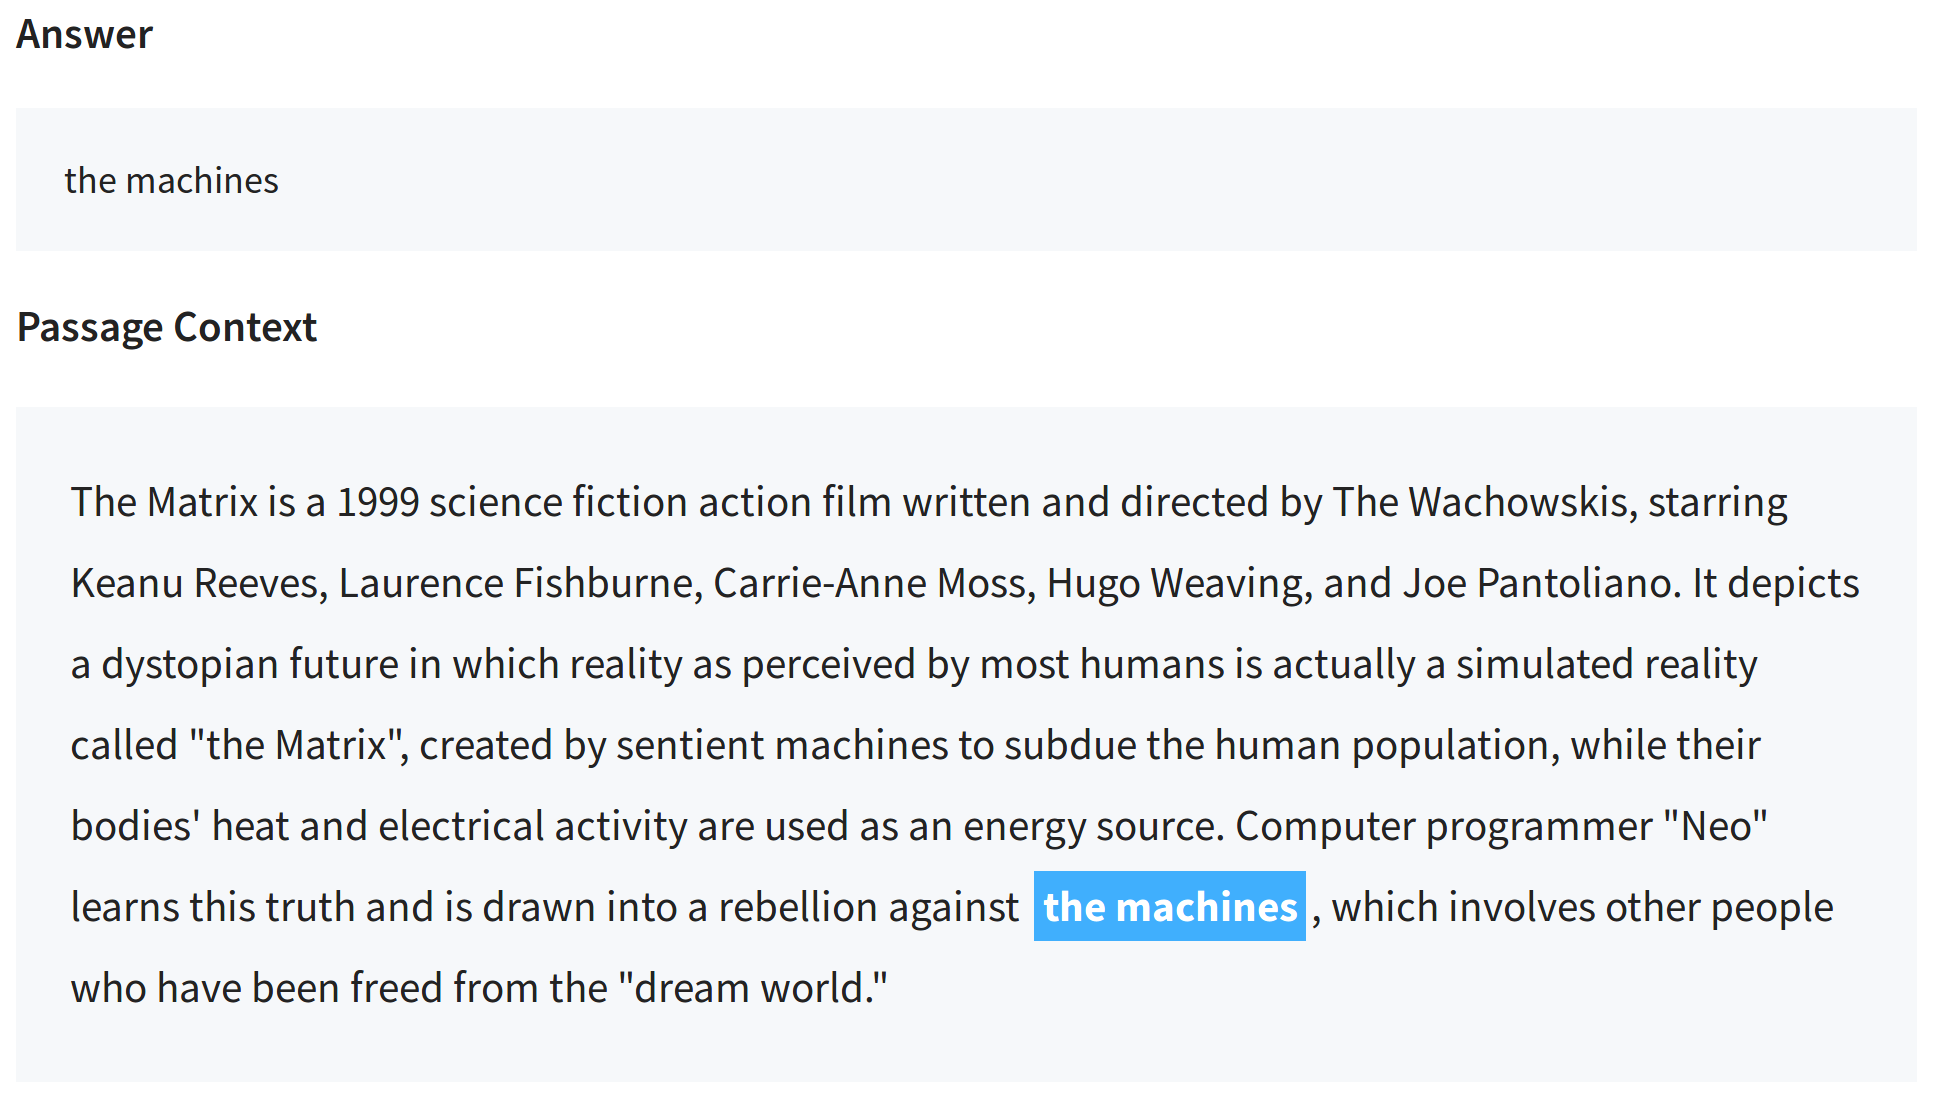 Answer
the machines
Passage Context
The Matrix is a 1999 science fiction action film written and directed by The Wachowskis, starring
Keanu Reeves, Laurence Fishburne, Carrie-Anne Moss, Hugo Weaving, and Joe Pantoliano. It depicts
a dystopian future in which reality as perceived by most humans is actually a simulated reality
called "the Matrix", created by sentient machines to subdue the human population, while their
bodies' heat and electrical activity are used as an energy source. Computer programmer "Neo"
learns this truth and is drawn into a rebellion against the machines , which involves other people
who have been freed from the "dream world."